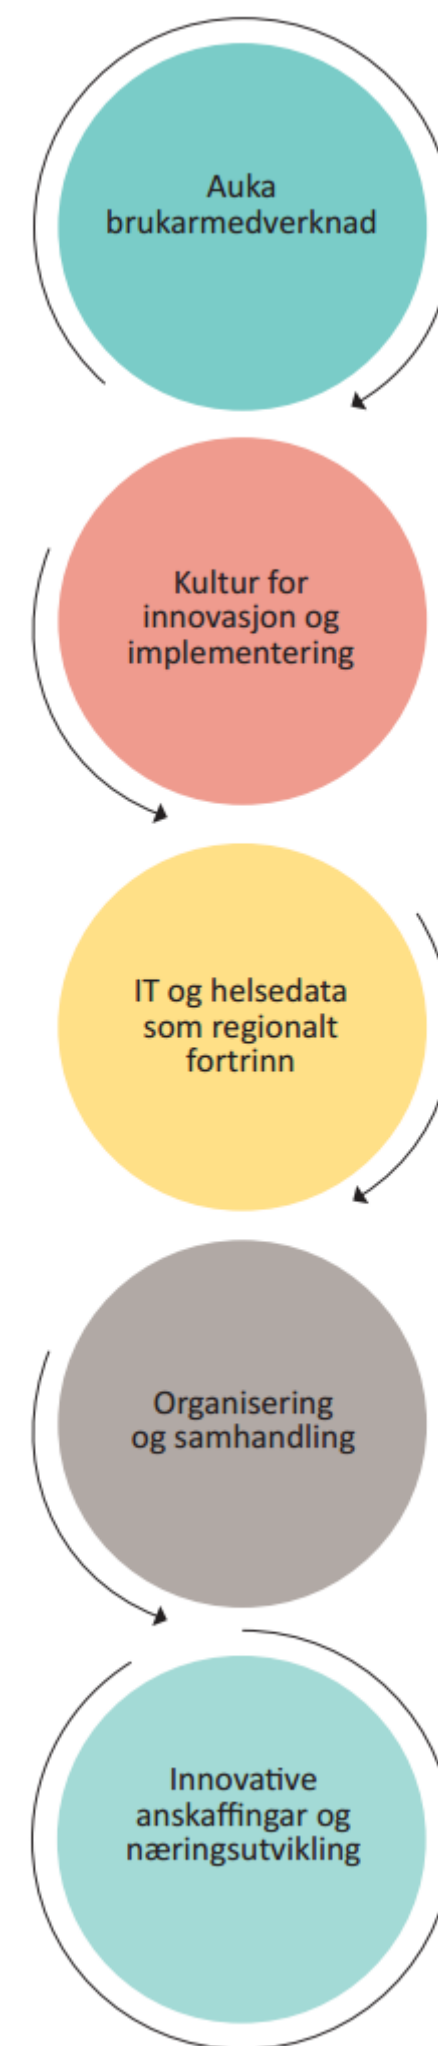 Auka
brukarmedverknad
Kultur for
innovasjon og
implementering
IT og helsedata
som regionalt
fortrinn
Organisering
og samhandling
Innovative
anskaffingar og
næringsutvikling